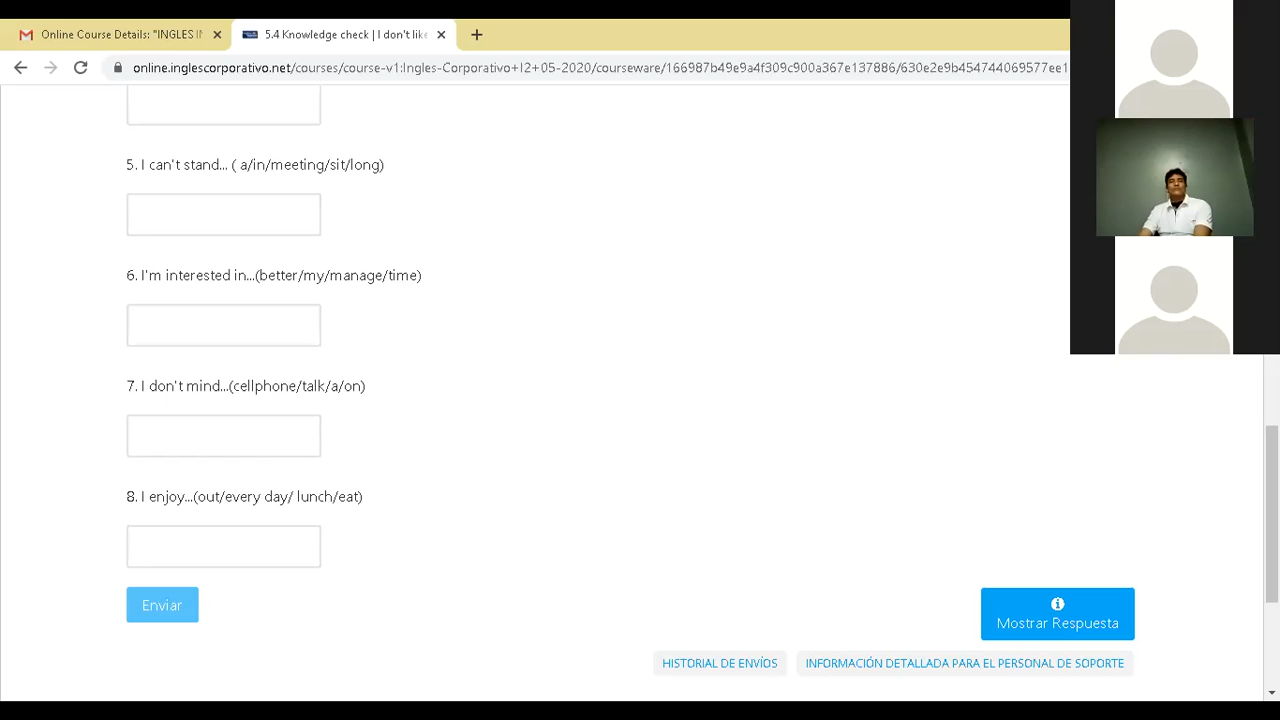 Online Course Details: "INGLES IN
5.4 Knowledge check | I don't like
online.inglescorporativo.net/courses/course-v1:Ingles-Corporativo+I2+05-2020/courseware/166987b49e9a4f309c900a367e137886/630e2e9b454744069577ee1
5. I can't stand... ( a/in/meeting/sit/long)
6. I'm interested in...(better/my/manage/time)
7. I don't mind...(cellphone/talk/a/on)
8. I enjoy...(out/every day/ lunch/eat)
Enviar
Mostrar Respuesta
HISTORIAL DE ENVÍOS
INFORMACIÓN DETALLADA PARA EL PERSONAL DE SOPORTE